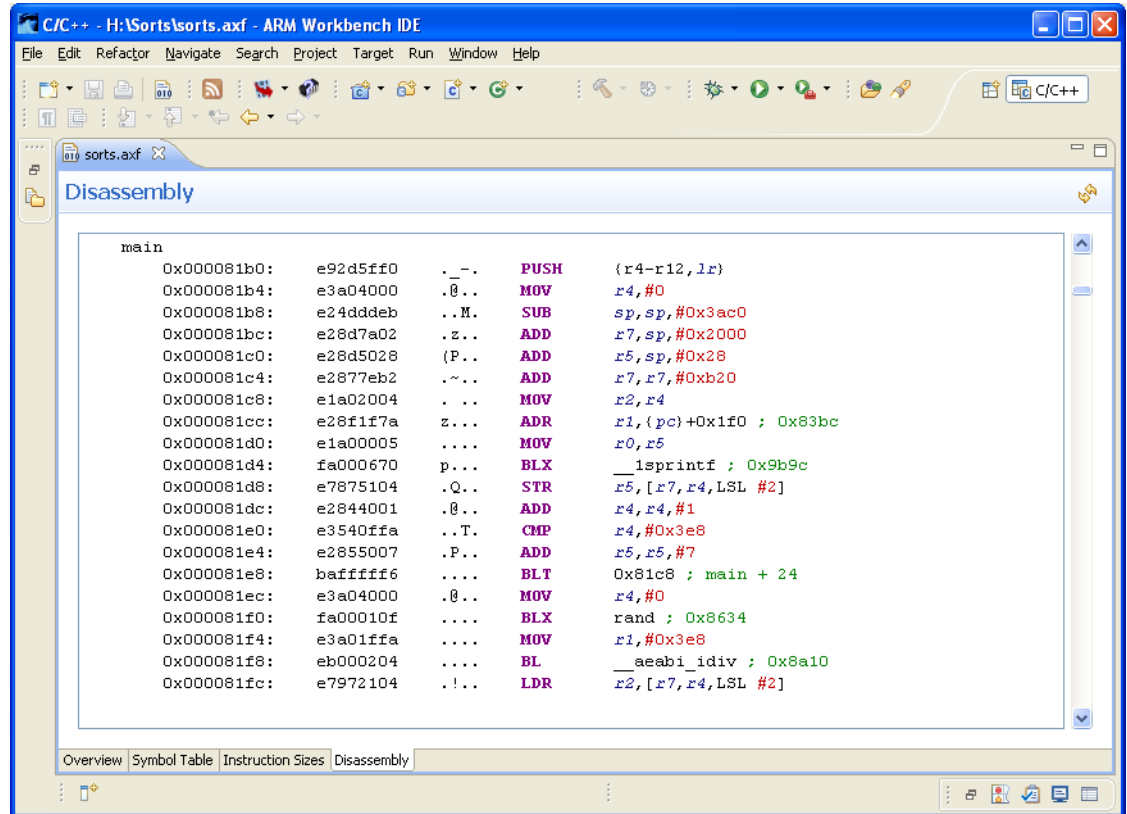 C/C++ - H:\Sorts\sorts.axf - ARM Workbench IDE
File Edit Refactor Navigate Search Project Target Run Window Help
C/C++
sorts.axf
Disassembly
main
0x000081b0: e92d5ff0 ._-. PUSH {r4-r12,lr}
0x000081b4: e3a04000 .@.. MOV r4,#0
0x000081b8: e24dddeb ..M. SUB sp,sp,#0x3ac0
0x000081bc: e28d7a02 .z.. ADD r7,sp,#0x2000
0x000081c0: e28d5028 (P.. ADD r5,sp,#0x28
0x000081c4: e2877eb2 .~.. ADD r7,r7,#0xb20
0x000081c8: e1a02004 . .. MOV r2,r4
0x000081cc: e28f1f7a z... ADR r1,{pc}+0x1f0 ; 0x83bc
0x000081d0: e1a00005 .... MOV r0,r5
0x000081d4: fa000670 p... BLX __1sprintf ; 0x9b9c
0x000081d8: e7875104 .Q.. STR r5,[r7,r4,LSL #2]
0x000081dc: e2844001 .@.. ADD r4,r4,#1
0x000081e0: e3540ffa ..T. CMP r4,#0x3e8
0x000081e4: e2855007 .P.. ADD r5,r5,#7
0x000081e8: bafffff6 .... BLT 0x81c8 ; main + 24
0x000081ec: e3a04000 .@.. MOV r4,#0
0x000081f0: fa00010f .... BLX rand ; 0x8634
0x000081f4: e3a01ffa .... MOV r1,#0x3e8
0x000081f8: eb000204 .... BL __aeabi_idiv ; 0x8a10
0x000081fc: e7972104 .!.. LDR r2,[r7,r4,LSL #2]
Overview Symbol Table Instruction Sizes Disassembly